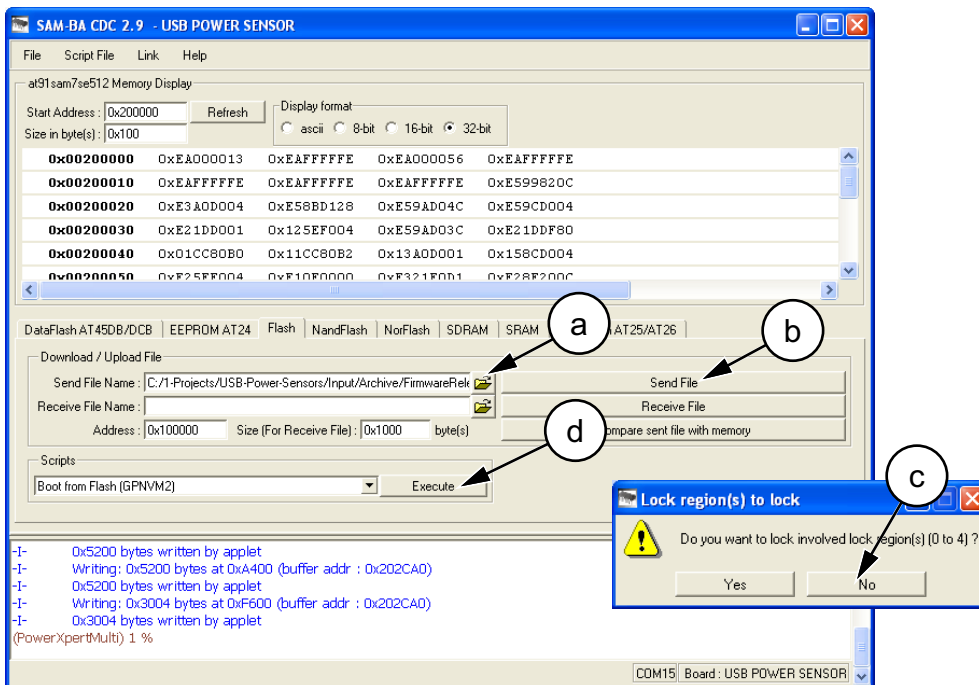 SAM-BA CDC 2.9 - USB POWER SENSOR
File Script File Link Help
at91sam7se512 Memory Display
Start Address : 0x200000 Refresh
Size in byte(s) : 0x100
Display format
ascii 8-bit 16-bit 32-bit
0x00200000 0xEA000013 0xEAFFFFFE 0xEA000056 0xEAFFFFFE
0x00200010 0xEAFFFFFE 0xEAFFFFFE 0xEAFFFFFE 0xE599820C
0x00200020 0xE3A0D004 0xE58BD128 0xE59AD04C 0xE59CD004
0x00200030 0xE21DD001 0x125EF004 0xE59AD03C 0xE21DDF80
0x00200040 0x01CC80B0 0x11CC80B2 0x13A0D001 0x158CD004
0x00200050 0xE25EF004 0xE10F0000 0xE321F0D1 0xE28F200C
a
b
DataFlash AT45DB/DCB EEPROM AT24 Flash NandFlash NorFlash SDRAM SRAM AT25/AT26
Download / Upload File
Send File Name : C:/1-Projects/USB-Power-Sensors/Input/Archive/FirmwareRele Send File
Receive File Name : Receive File
Address : 0x100000 Size (For Receive File) : 0x1000 byte(s) ompare sent file with memory
d
Scripts
Boot from Flash (GPNVM2) Execute
c
Lock region(s) to lock
Do you want to lock involved lock region(s) (0 to 4) ?
Yes No
-I- 0x5200 bytes written by applet
-I- Writing: 0x5200 bytes at 0xA400 (buffer addr : 0x202CA0)
-I- 0x5200 bytes written by applet
-I- Writing: 0x3004 bytes at 0xF600 (buffer addr : 0x202CA0)
-I- 0x3004 bytes written by applet
(PowerXpertMulti) 1 %
COM15 Board : USB POWER SENSOR